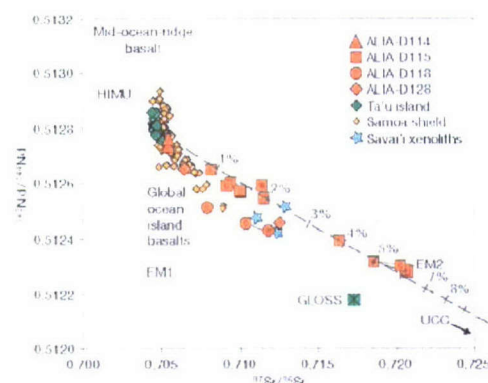 0.5132
0.5130
0.5128
0.5126
0.5124
0.5122
0.5120
Mid-ocean-ridge
basalt
HIMU
Global
ocean
island
basalts
EM1
ALIA-D114
ALIA-D115
ALIA-D118
ALIA-D128
Ta'u island
Samoa shield
Savai'i xenoliths
1%
2%
3%
4%
5%
EM2
7%
8%
GLOSS
UCC
0.700
0.705
0.710
0.715
0.720
0.725